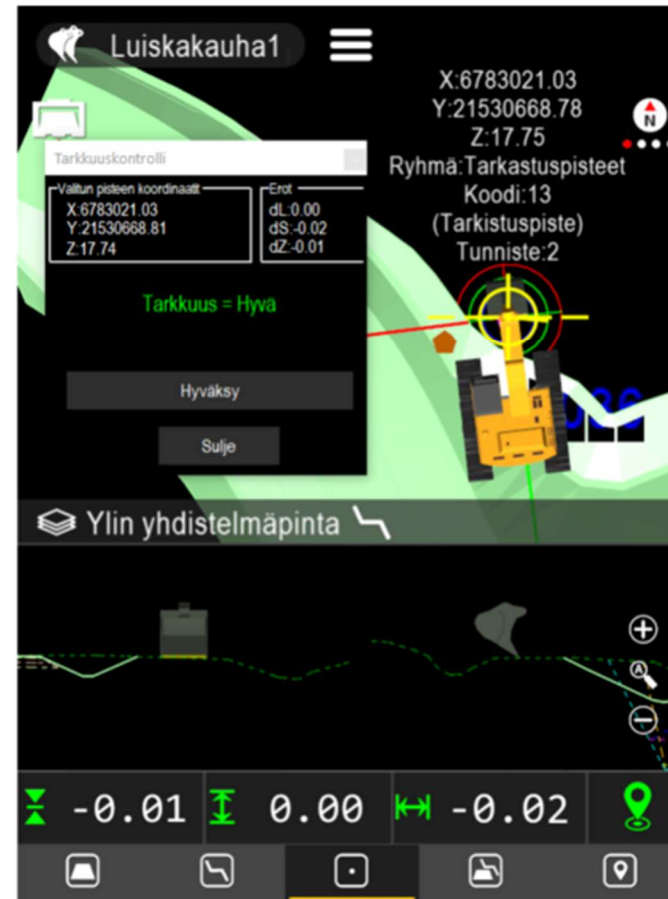 Luiskakauha1
X:6783021.03
Y:21530668.78
Z:17.75
Ryhmä:Tarkastuspisteet
Koodi:13
(Tarkistuspiste)
Tunniste:2
N
Tarkkuuskontrolli
Valitun pisteen koordinaatit
X:6783021.03
Y:21530668.81
Z:17.74
Erot
dL:0.00
dS:-0.02
dZ:-0.01
Tarkkuus = Hyvä
Hyväksy
Sulje
Ylin yhdistelmäpinta
A
-0.01 0.00 -0.02